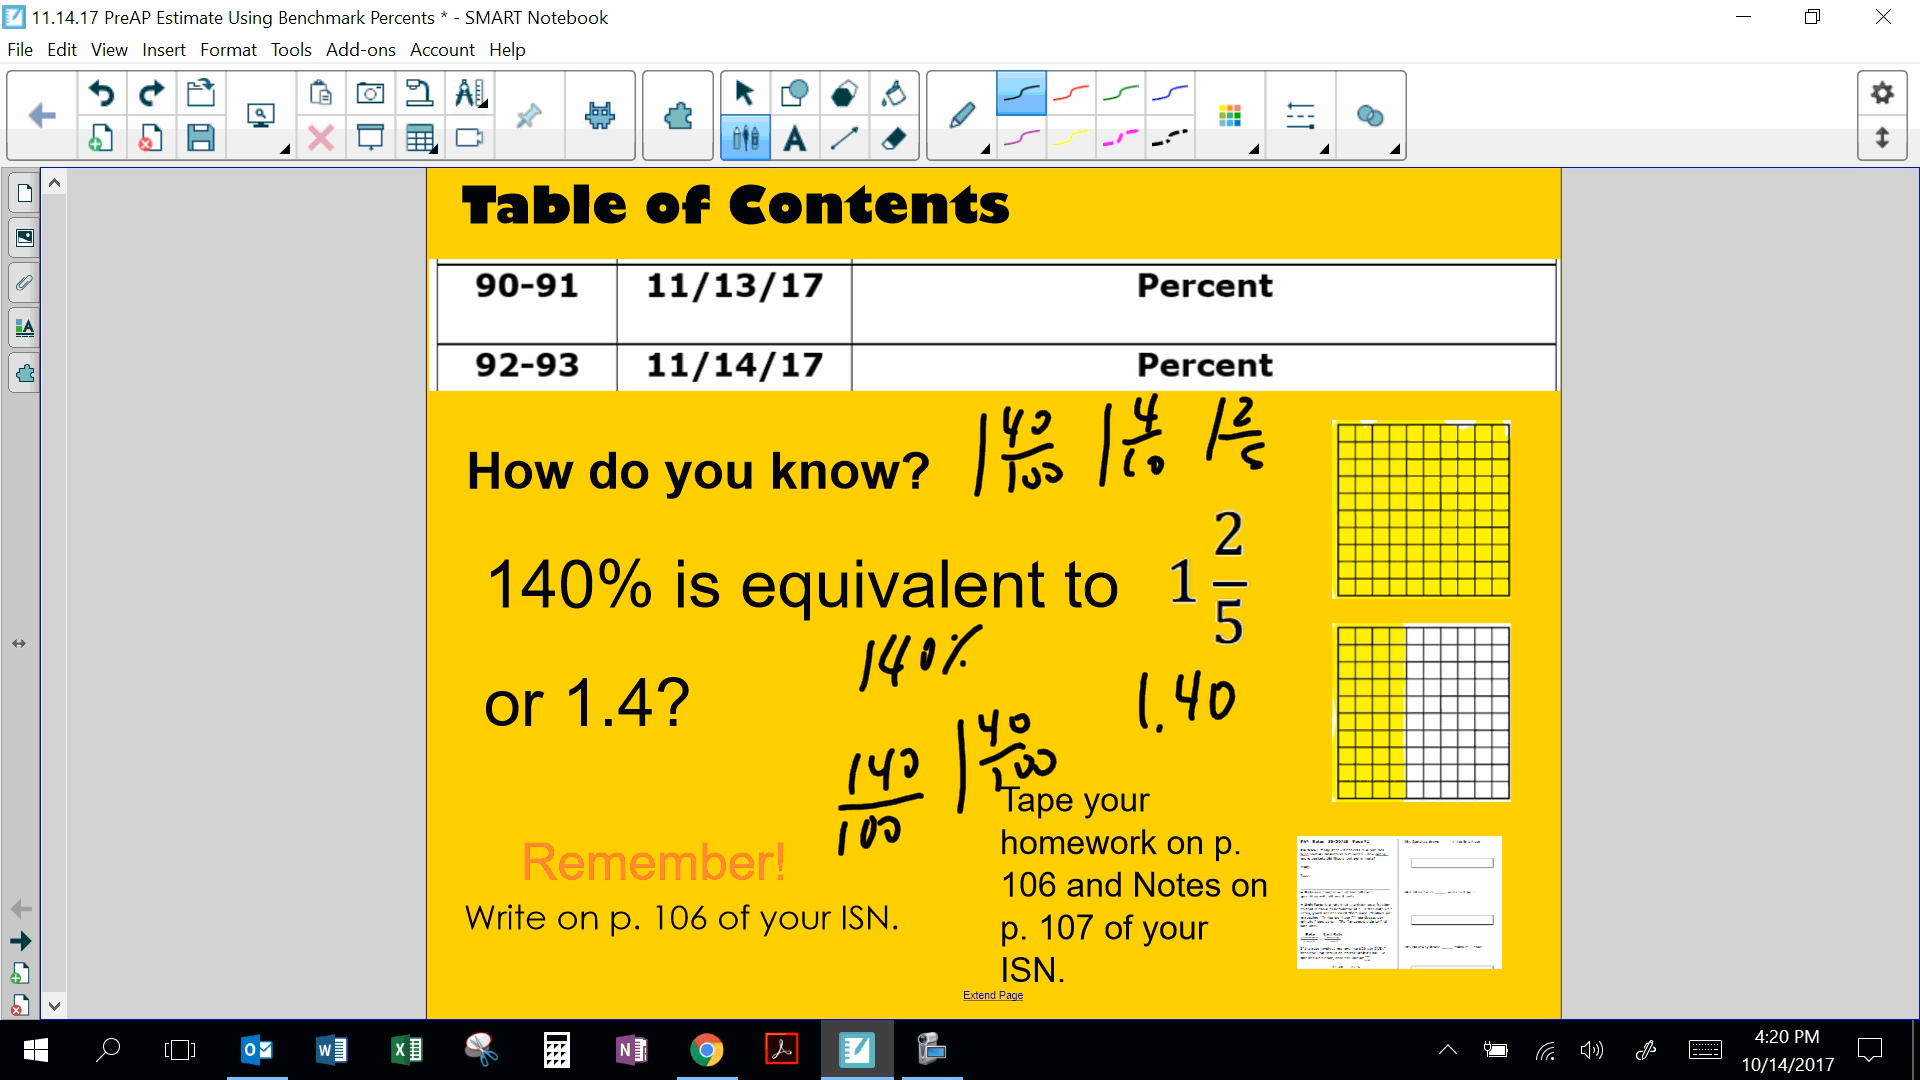 11.14.17 PreAP Estimate Using Benchmark Percents * - SMART Notebook
File Edit View Insert Format Tools Add-ons Account Help
Table of Contents
90-91 11/13/17 Percent
92-93 11/14/17 Percent
How do you know?
1 40/100 1 4/10 1 2/5
140% is equivalent to 1 2/5
or 1.4?
140%
1.40
140/100 1 40/100
Remember!
Write on p. 106 of your ISN.
Tape your
homework on p.
106 and Notes on
p. 107 of your
ISN.
Extend Page
4:20 PM
10/14/2017